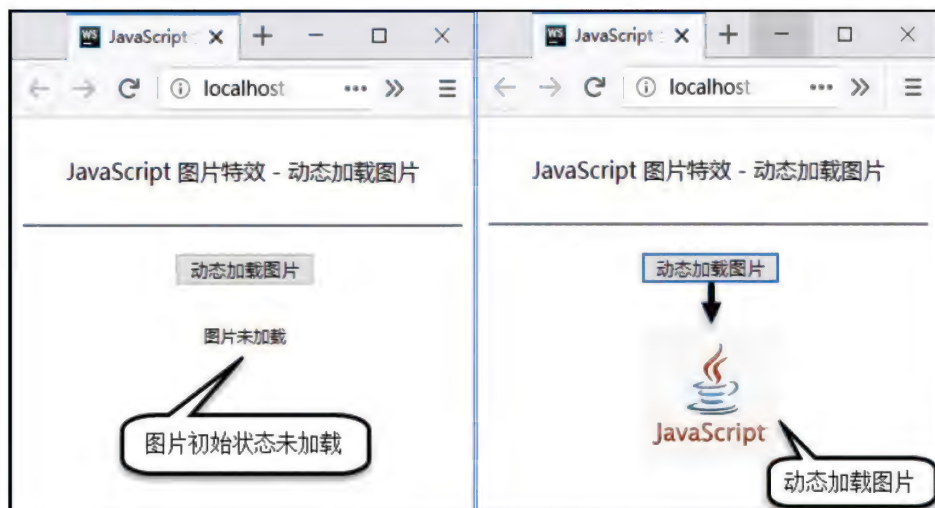 WS JavaScript
localhost
JavaScript 图片特效 - 动态加载图片
动态加载图片
图片未加载
图片初始状态未加载
WS JavaScript :
localhost
JavaScript 图片特效 - 动态加载图片
动态加载图片
JavaScript
动态加载图片